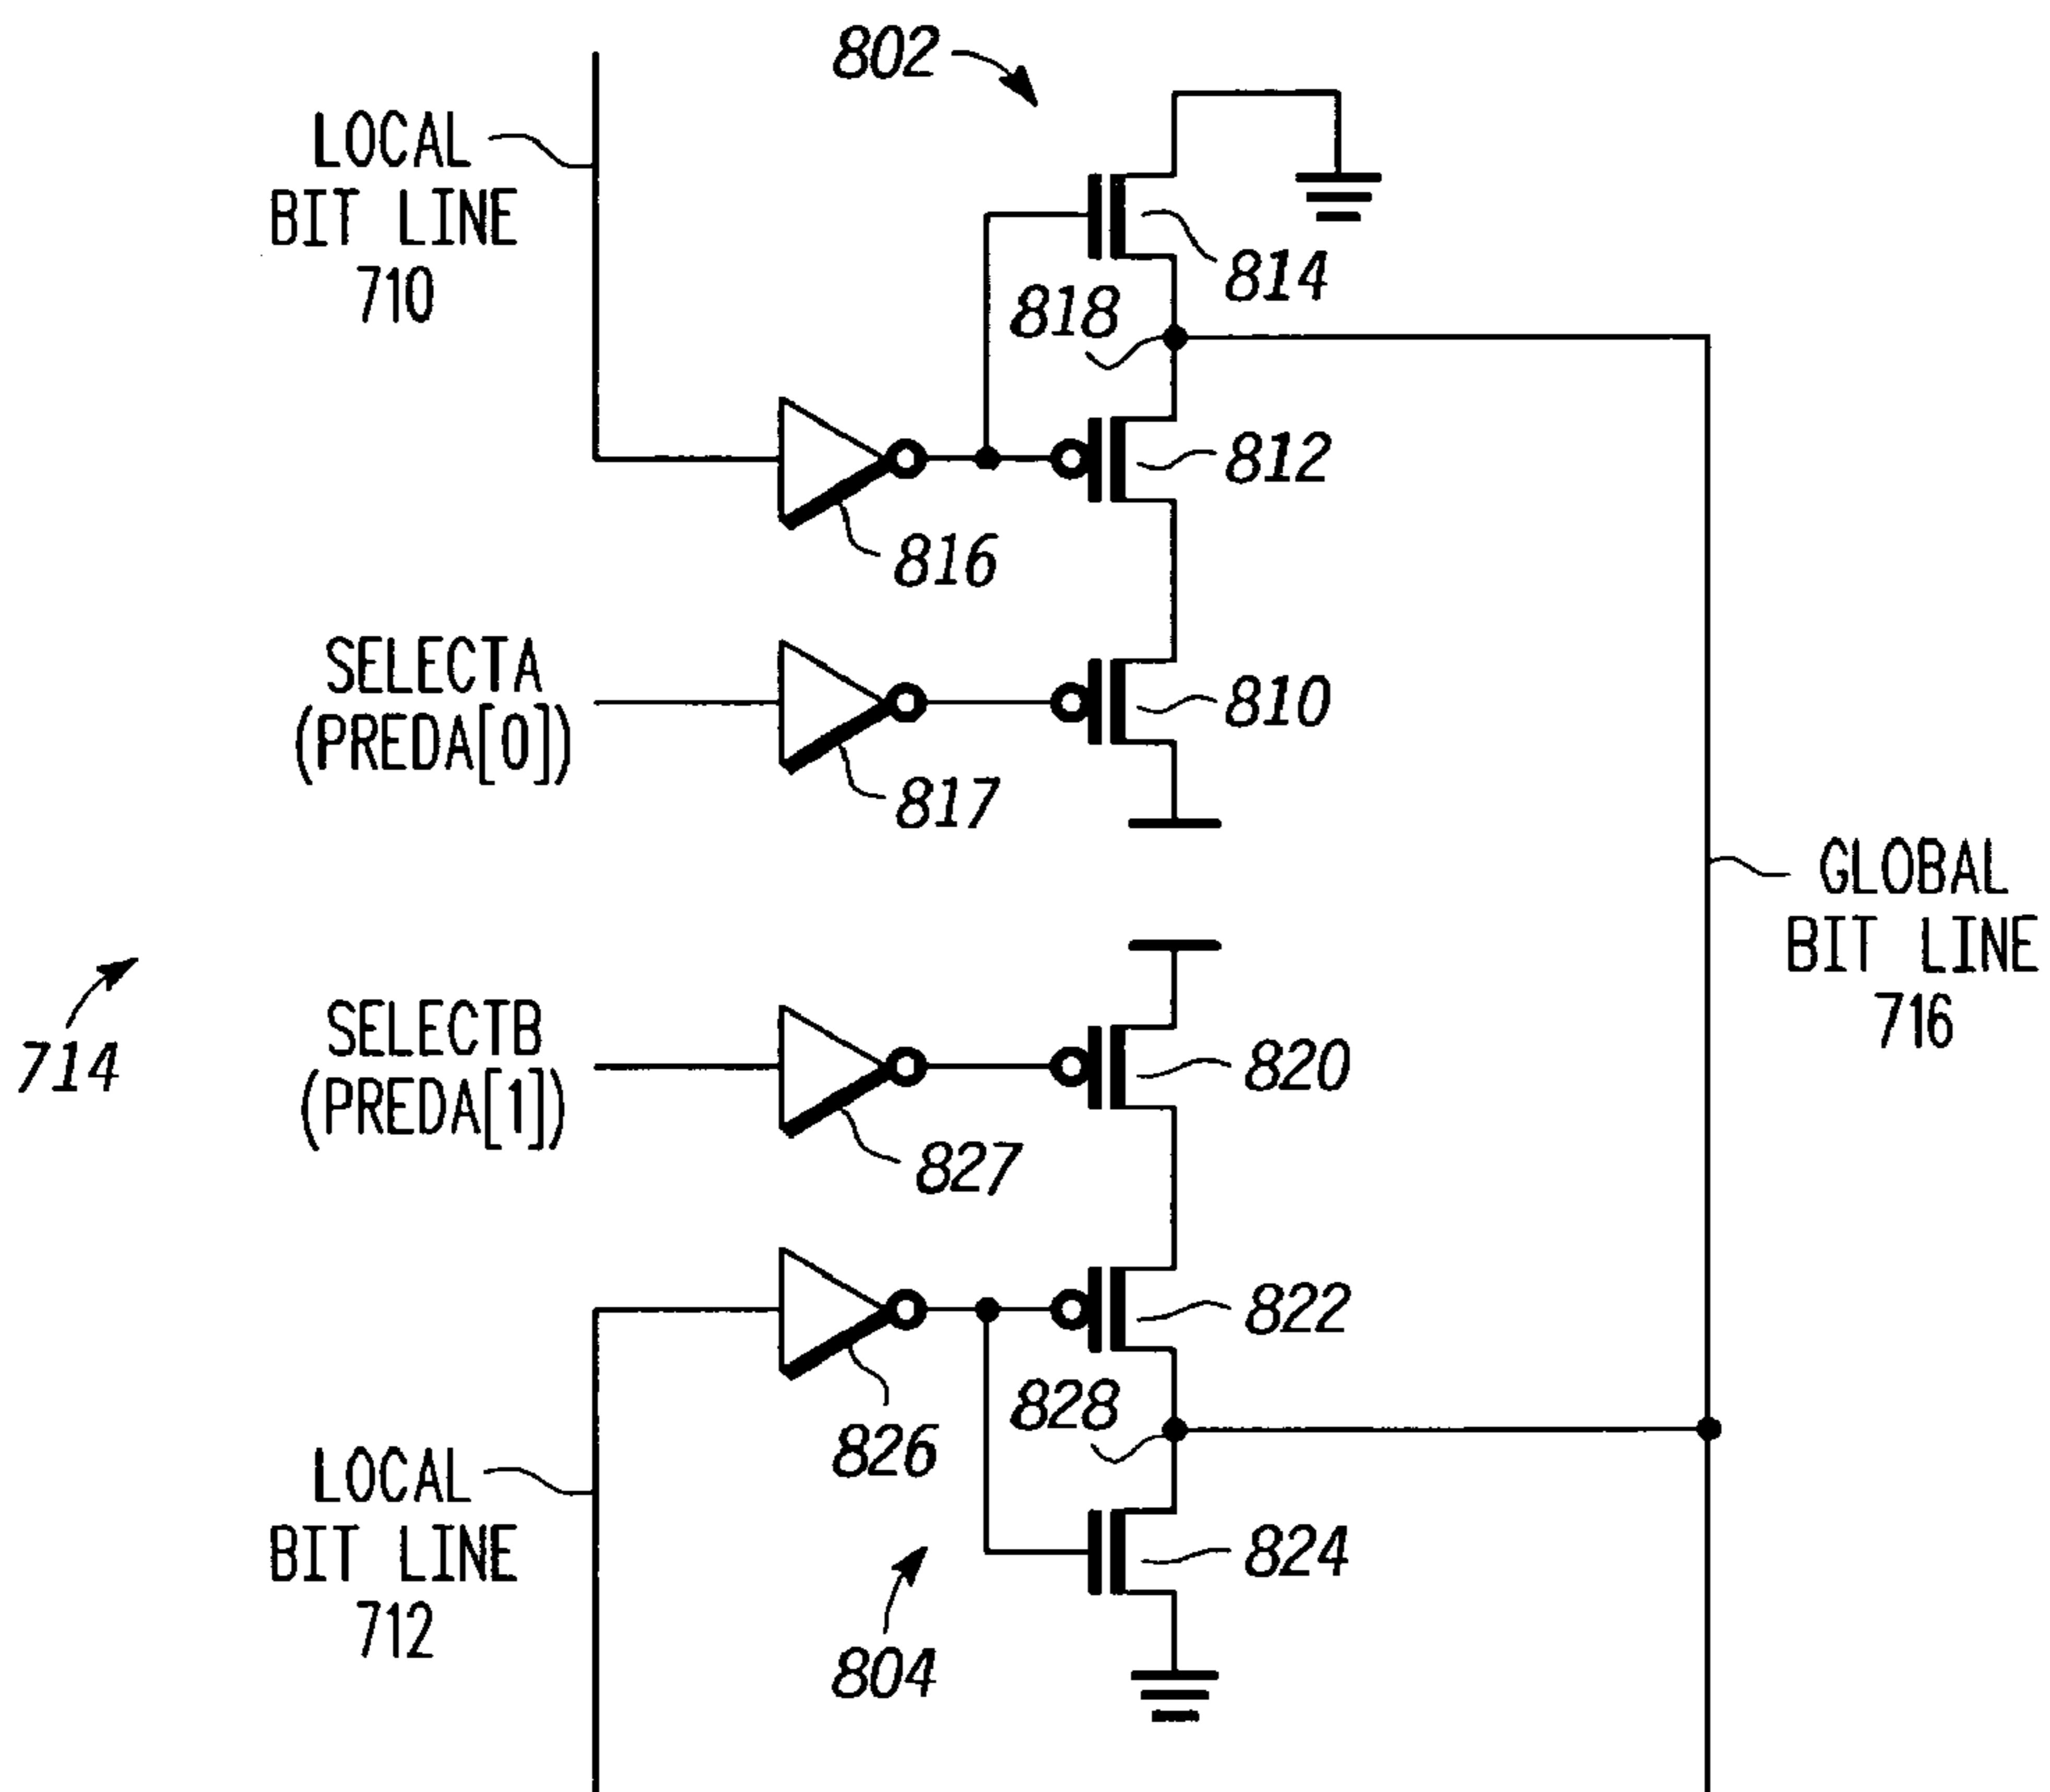 802
LOCAL
BIT LINE
710
814
818
812
816
SELECTA
(PREDA[0])
810
817
GLOBAL
BIT LINE
716
714
SELECTB
(PREDA[1])
820
827
822
828
826
LOCAL
BIT LINE
712
824
804